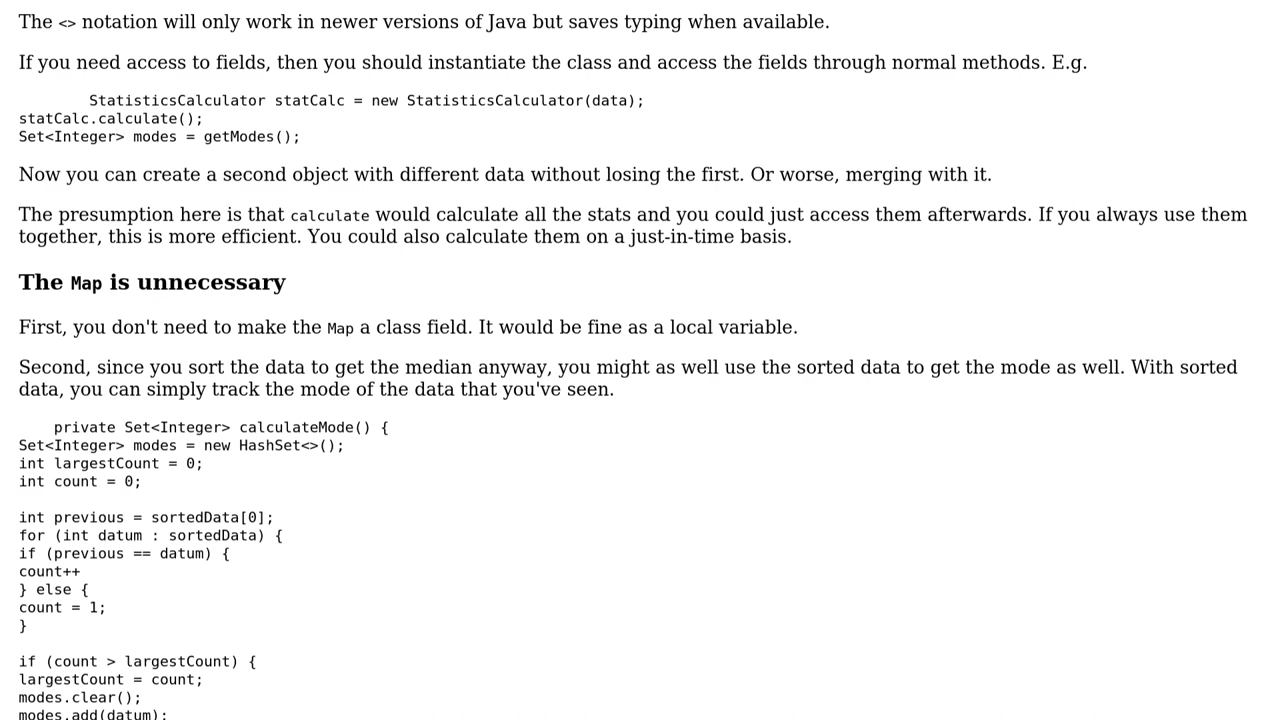 The <> notation will only work in newer versions of Java but saves typing when available.
If you need access to fields, then you should instantiate the class and access the fields through normal methods. E.g.
StatisticsCalculator statCalc = new StatisticsCalculator(data);
statCalc.calculate();
Set<Integer> modes = getModes();
Now you can create a second object with different data without losing the first. Or worse, merging with it.
The presumption here is that calculate would calculate all the stats and you could just access them afterwards. If you always use them
together, this is more efficient. You could also calculate them on a just-in-time basis.
The Map is unnecessary
First, you don't need to make the Map a class field. It would be fine as a local variable.
Second, since you sort the data to get the median anyway, you might as well use the sorted data to get the mode as well. With sorted
data, you can simply track the mode of the data that you've seen.
private Set<Integer> calculateMode() {
Set<Integer> modes = new HashSet<>();
int largestCount = 0;
int count = 0;
int previous = sortedData[0];
for (int datum : sortedData) {
if (previous == datum) {
count++
} else {
count = 1;
}
if (count > largestCount) {
largestCount = count;
modes.clear();
modes.add(datum);